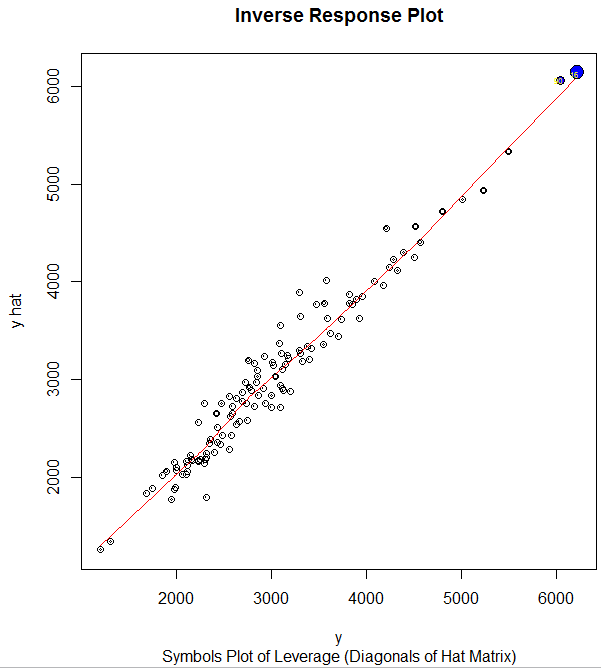 Inverse Response Plot
6000
5000
4000
3000
2000
y hat
2000 3000 4000 5000 6000
y
Symbols Plot of Leverage (Diagonals of Hat Matrix)